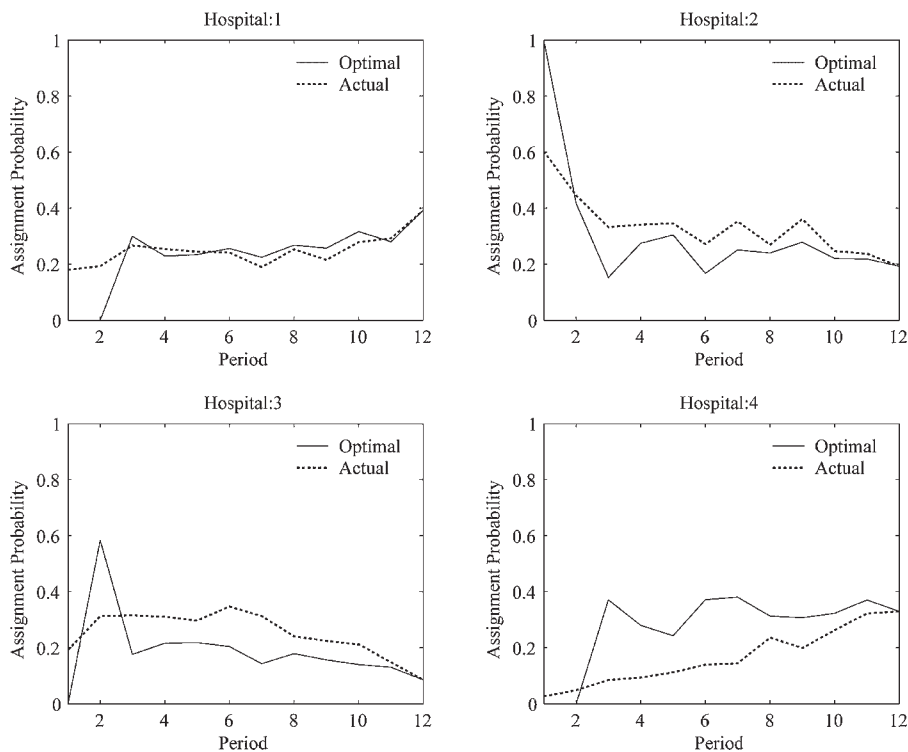 Hospital:1
Assignment Probability
1
0.8
0.6
0.4
0.2
0
Optimal
Actual
2 4 6 8 10 12
Period
Hospital:2
Assignment Probability
1
0.8
0.6
0.4
0.2
0
Optimal
Actual
2 4 6 8 10 12
Period
Hospital:3
Assignment Probability
1
0.8
0.6
0.4
0.2
0
Optimal
Actual
2 4 6 8 10 12
Period
Hospital:4
Assignment Probability
1
0.8
0.6
0.4
0.2
0
Optimal
Actual
2 4 6 8 10 12
Period